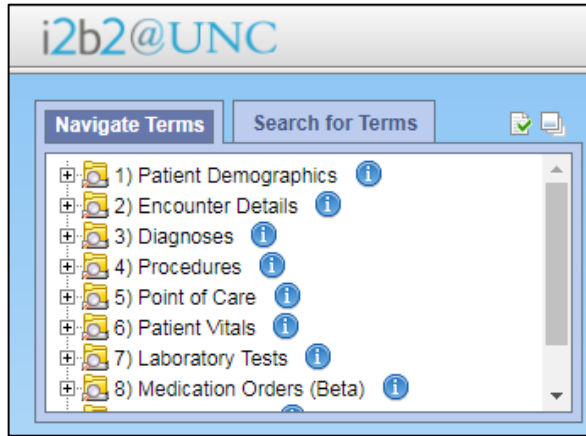 i2b2@UNC
Navigate Terms
Search for Terms
1) Patient Demographics
2) Encounter Details
3) Diagnoses
4) Procedures
5) Point of Care
6) Patient Vitals
7) Laboratory Tests
8) Medication Orders (Beta)